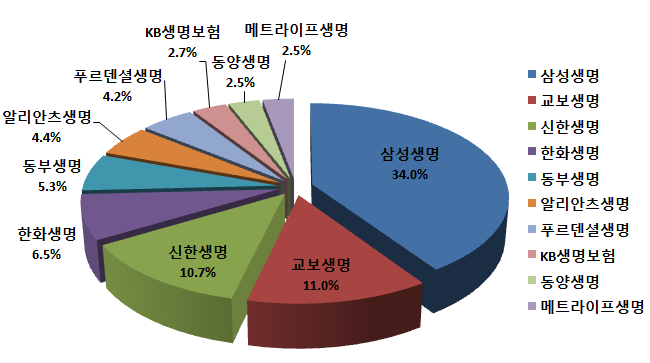 메트라이프생명
2.5%
KB생명보험
2.7%
동양생명
2.5%
푸르덴셜생명
4.2%
알리안츠생명
4.4%
동부생명
5.3%
한화생명
6.5%
신한생명
10.7%
교보생명
11.0%
삼성생명
34.0%
삼성생명
교보생명
신한생명
한화생명
동부생명
알리안츠생명
푸르덴셜생명
KB생명보험
동양생명
메트라이프생명